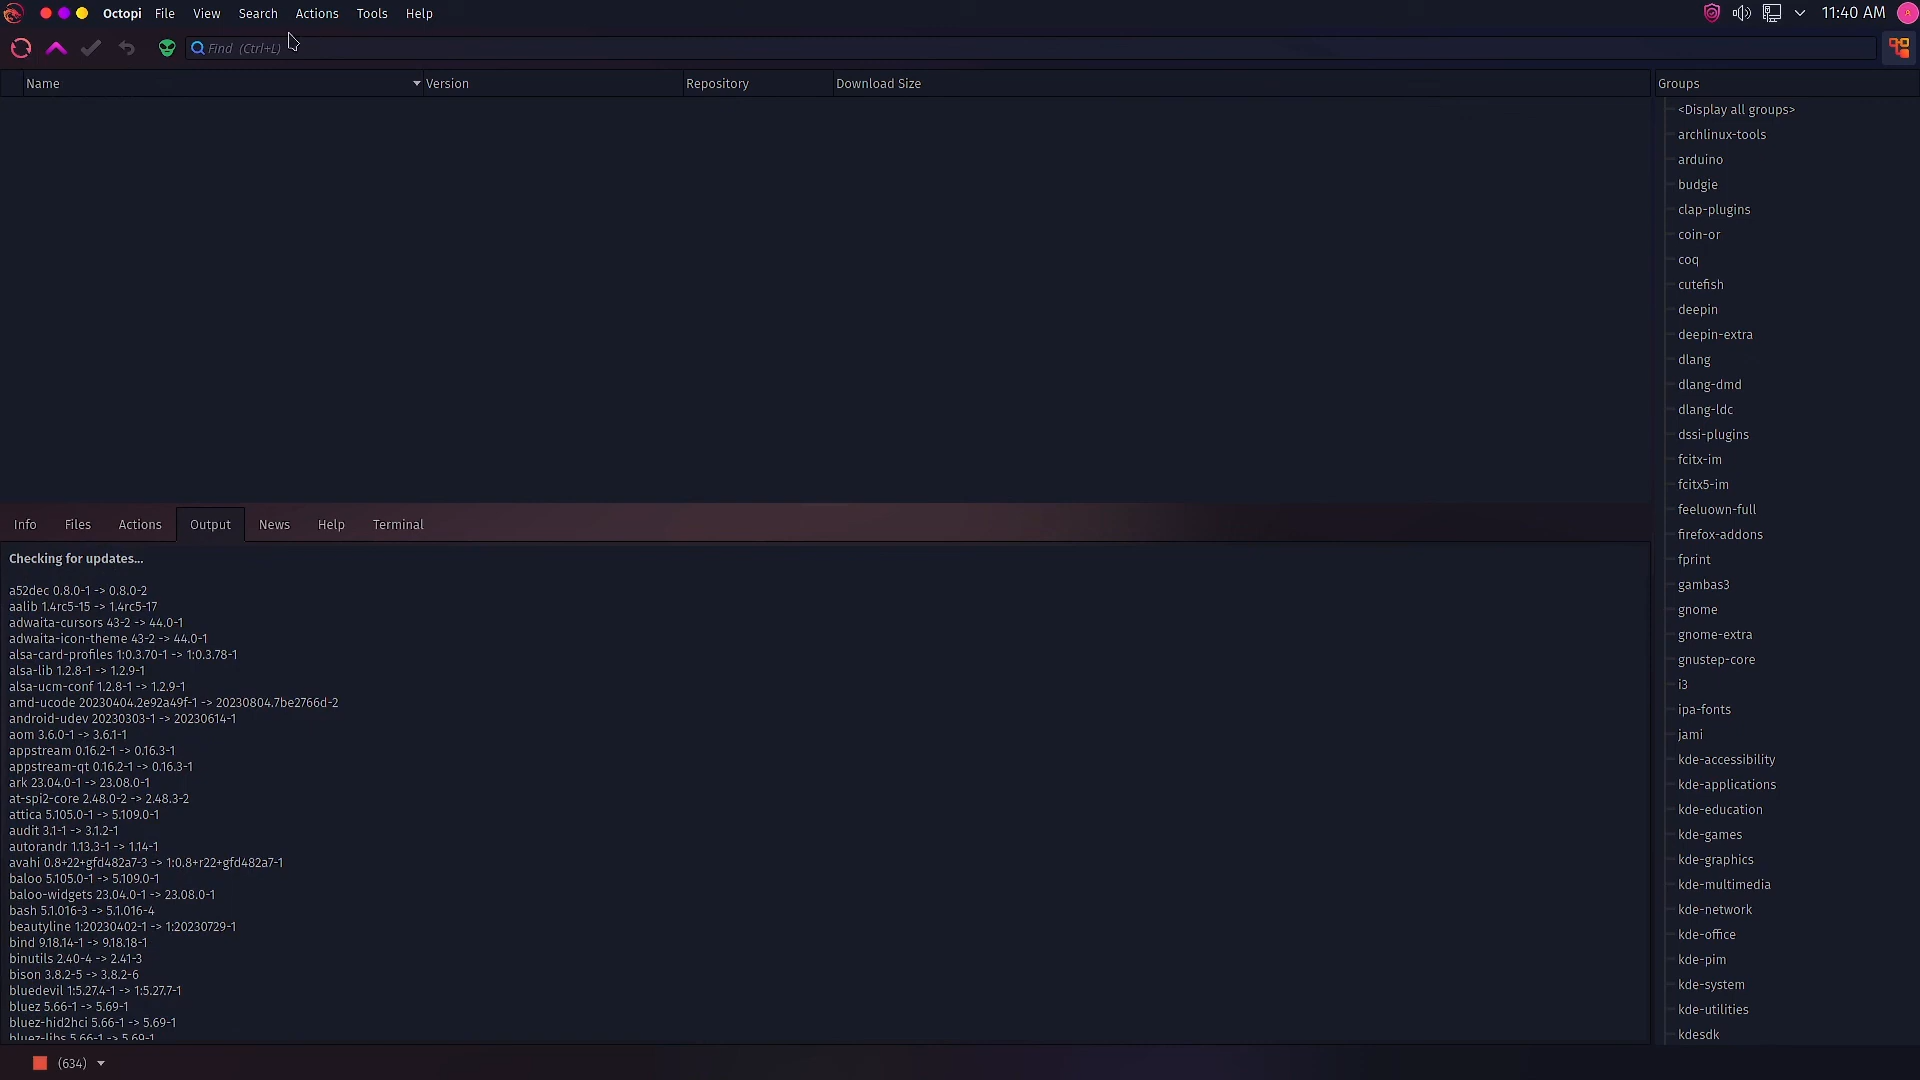 Octopi File View Search Actions Tools Help 11:40 AM
Find (Ctrl+L)
Name Version Repository Download Size Groups
<Display all groups>
archlinux-tools
arduino
budgie
clap-plugins
coin-or
coq
cutefish
deepin
deepin-extra
dlang
dlang-dmd
dlang-ldc
dssi-plugins
fcitx-im
fcitx5-im
feeluown-full
firefox-addons
fprint
gambas3
gnome
gnome-extra
gnustep-core
i3
ipa-fonts
jami
kde-accessibility
kde-applications
kde-education
kde-games
kde-graphics
kde-multimedia
kde-network
kde-office
kde-pim
kde-system
kde-utilities
kdesdk
Info Files Actions Output News Help Terminal
Checking for updates...
a52dec 0.8.0-1 -> 0.8.0-2
aalib 1.4rc5-15 -> 1.4rc5-17
adwaita-cursors 43-2 -> 44.0-1
adwaita-icon-theme 43-2 -> 44.0-1
alsa-card-profiles 1:0.3.70-1 -> 1:0.3.78-1
alsa-lib 1.2.8-1 -> 1.2.9-1
alsa-ucm-conf 1.2.8-1 -> 1.2.9-1
amd-ucode 20230404.2e92a49f-1 -> 20230804.7be2766d-2
android-udev 20230303-1 -> 20230614-1
aom 3.6.0-1 -> 3.6.1-1
appstream 0.16.2-1 -> 0.16.3-1
appstream-qt 0.16.2-1 -> 0.16.3-1
ark 23.04.0-1 -> 23.08.0-1
at-spi2-core 2.48.0-2 -> 2.48.3-2
attica 5.105.0-1 -> 5.109.0-1
audit 3.1-1 -> 3.1.2-1
autorandr 1.13.3-1 -> 1.14-1
avahi 0.8+22+gfd482a7-3 -> 1:0.8+r22+gfd482a7-1
baloo 5.105.0-1 -> 5.109.0-1
baloo-widgets 23.04.0-1 -> 23.08.0-1
bash 5.1.016-3 -> 5.1.016-4
beautyline 1:20230402-1 -> 1:20230729-1
bind 9.18.14-1 -> 9.18.18-1
binutils 2.40-4 -> 2.41-3
bison 3.8.2-5 -> 3.8.2-6
bluedevil 1:5.27.4-1 -> 1:5.27.7-1
bluez 5.66-1 -> 5.69-1
bluez-hid2hci 5.66-1 -> 5.69-1
bluez-libs 5.66-1 -> 5.69-1
(634)